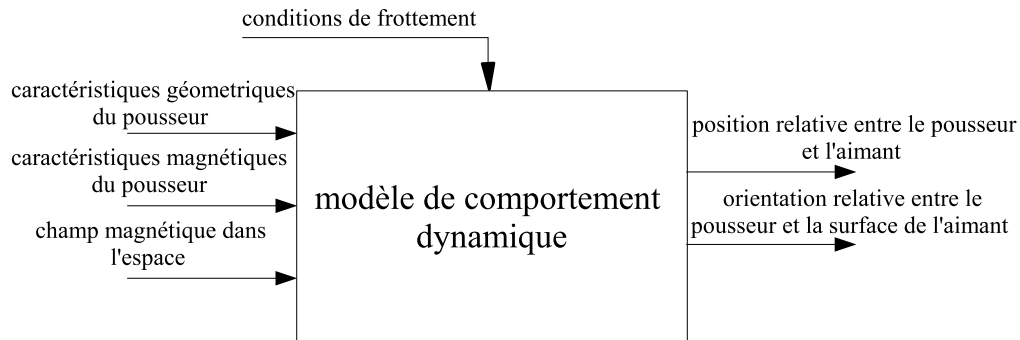 conditions de frottement
caractéristiques géometriques
du pousseur
caractéristiques magnétiques
du pousseur
champ magnétique dans
l'espace
modèle de comportement
dynamique
position relative entre le pousseur
et l'aimant
orientation relative entre le
pousseur et la surface de l'aimant